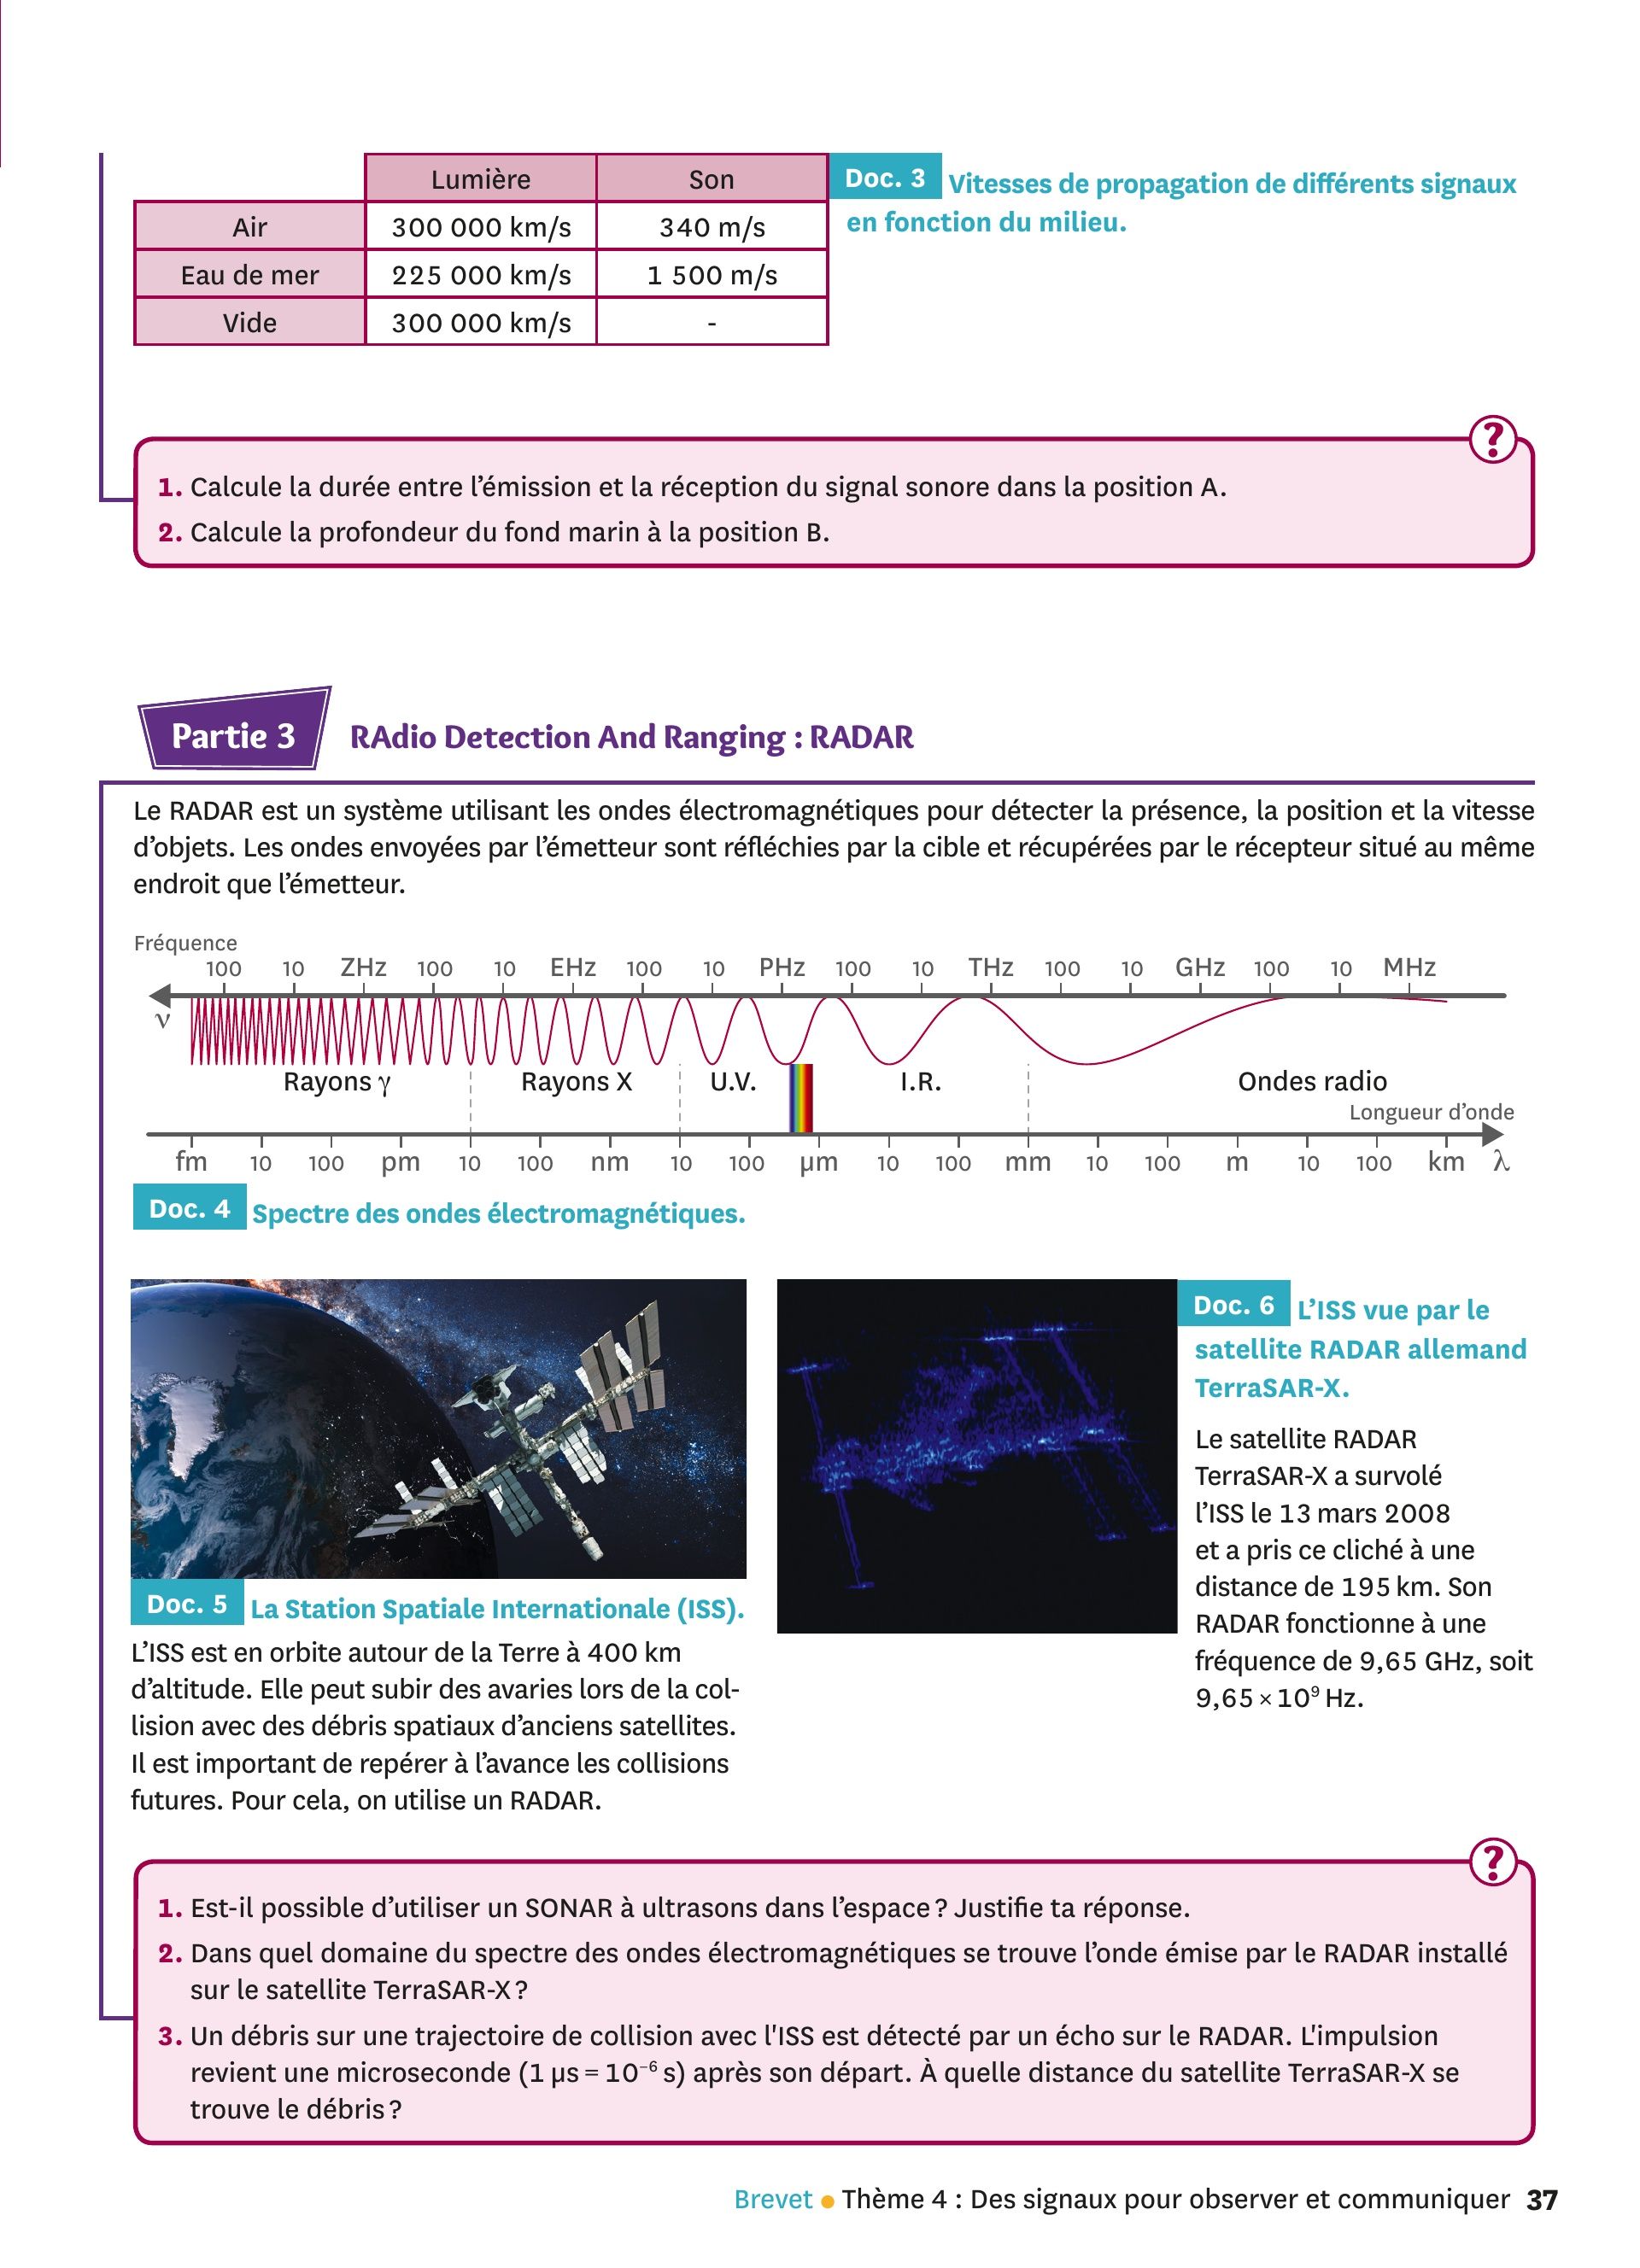 Lumière Son
Air 300 000 km/s 340 m/s
Eau de mer 225 000 km/s 1 500 m/s
Vide 300 000 km/s -
Doc. 3 Vitesses de propagation de différents signaux
en fonction du milieu.
?
1. Calcule la durée entre l’émission et la réception du signal sonore dans la position A.
2. Calcule la profondeur du fond marin à la position B.
Partie 3 RAdio Detection And Ranging : RADAR
Le RADAR est un système utilisant les ondes électromagnétiques pour détecter la présence, la position et la vitesse
d’objets. Les ondes envoyées par l’émetteur sont réfléchies par la cible et récupérées par le récepteur situé au même
endroit que l’émetteur.
Fréquence
100 10 ZHz 100 10 EHz 100 10 PHz 100 10 THz 100 10 GHz 100 10 MHz
ν
Rayons γ Rayons X U.V. I.R. Ondes radio
Longueur d’onde
fm 10 100 pm 10 100 nm 10 100 μm 10 100 mm 10 100 m 10 100 km λ
Doc. 4 Spectre des ondes électromagnétiques.
Doc. 5 La Station Spatiale Internationale (ISS).
L’ISS est en orbite autour de la Terre à 400 km
d’altitude. Elle peut subir des avaries lors de la col-
lision avec des débris spatiaux d’anciens satellites.
Il est important de repérer à l’avance les collisions
futures. Pour cela, on utilise un RADAR.
Doc. 6 L’ISS vue par le
satellite RADAR allemand
TerraSAR-X.
Le satellite RADAR
TerraSAR-X a survolé
l’ISS le 13 mars 2008
et a pris ce cliché à une
distance de 195 km. Son
RADAR fonctionne à une
fréquence de 9,65 GHz, soit
9,65 × 10⁹ Hz.
?
1. Est-il possible d’utiliser un SONAR à ultrasons dans l’espace ? Justifie ta réponse.
2. Dans quel domaine du spectre des ondes électromagnétiques se trouve l’onde émise par le RADAR installé
sur le satellite TerraSAR-X ?
3. Un débris sur une trajectoire de collision avec l'ISS est détecté par un écho sur le RADAR. L'impulsion
revient une microseconde (1 μs = 10⁻⁶ s) après son départ. À quelle distance du satellite TerraSAR-X se
trouve le débris ?
Brevet • Thème 4 : Des signaux pour observer et communiquer 37